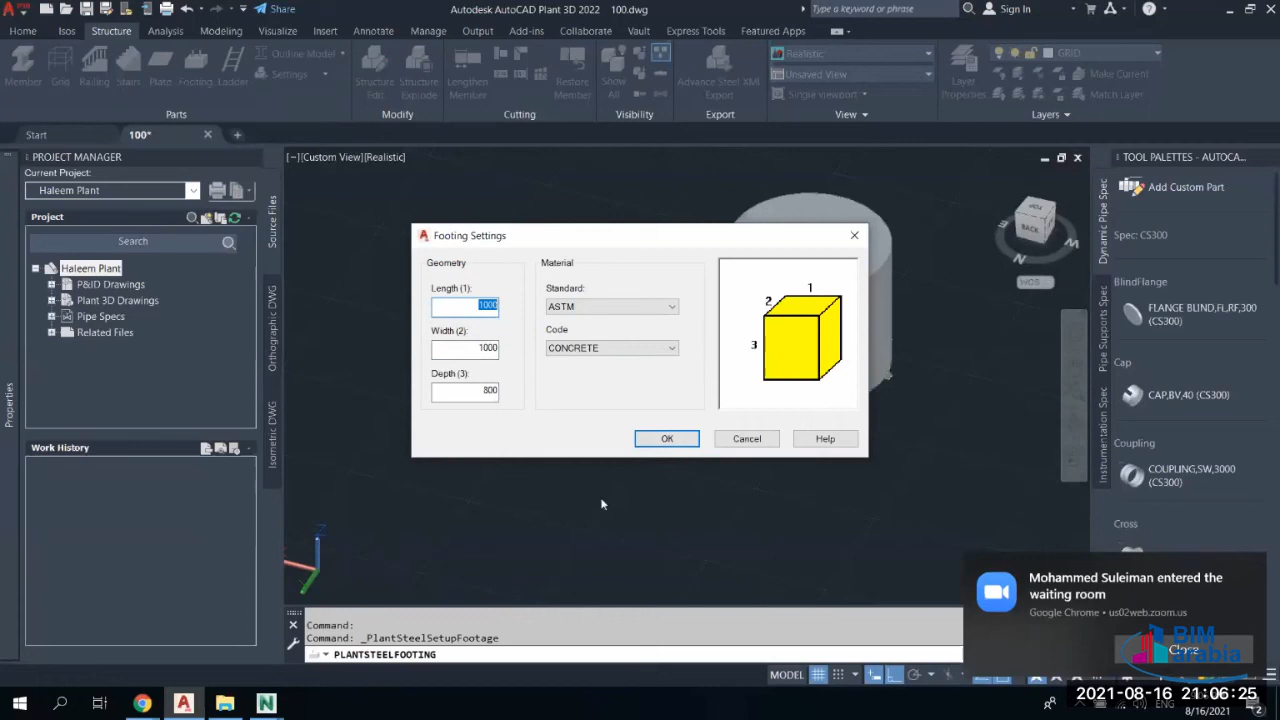 Share
Autodesk AutoCAD Plant 3D 2022 100.dwg
Type a keyword or phrase
Sign In
Home Isos Structure Analysis Modeling Visualize Insert Annotate Manage Output Add-ins Collaborate Vault Express Tools Featured Apps
Member Grid Railing Stairs Plate Footing Ladder
Outline Model
Settings
Structure Edit
Structure Explode
Lengthen Member
Restore Member
Show All
Advance Steel XML Export
Realistic
Unsaved View
Single viewport
Layer Properties
GRID
Make Current
Match Layer
Parts Modify Cutting Visibility Export View Layers
Start 100*
PROJECT MANAGER
Current Project:
Haleem Plant
Project
Search
Haleem Plant
P&ID Drawings
Plant 3D Drawings
Pipe Specs
Related Files
Work History
Properties
Source Files
Orthographic DWG
Isometric DWG
[−][Custom View][Realistic]
BACK
N
W
WCS
Z
Footing Settings
Geometry
Length (1):
1000
Width (2):
1000
Depth (3):
800
Material
Standard:
ASTM
Code
CONCRETE
1
2
3
OK Cancel Help
Command:
Command: _PlantSteelSetupFootage
PLANTSTEELFOOTING
TOOL PALETTES - AUTOCA...
Dynamic Pipe Spec
Pipe Supports Spec
Instrumentation Spec
Add Custom Part
Spec: CS300
BlindFlange
FLANGE BLIND,FL,RF,300
(CS300)
Cap
CAP,BV,40 (CS300)
Coupling
COUPLING,SW,3000
(CS300)
Cross
Mohammed Suleiman entered the
waiting room
Google Chrome • us02web.zoom.us
Close
BIM
arabia
MODEL
2021-08-16 21:06:25
ENG
8/16/2021
2